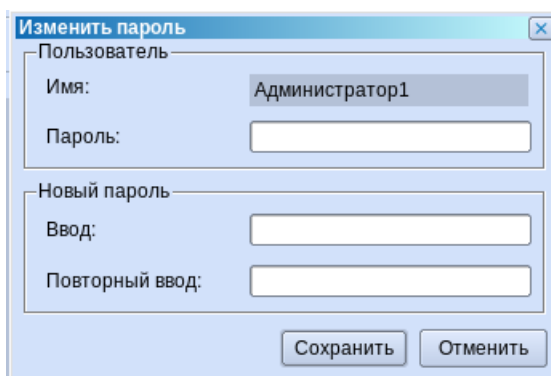 Изменить пароль
Пользователь
Имя: Администратор1
Пароль:
Новый пароль
Ввод:
Повторный ввод:
Сохранить Отменить